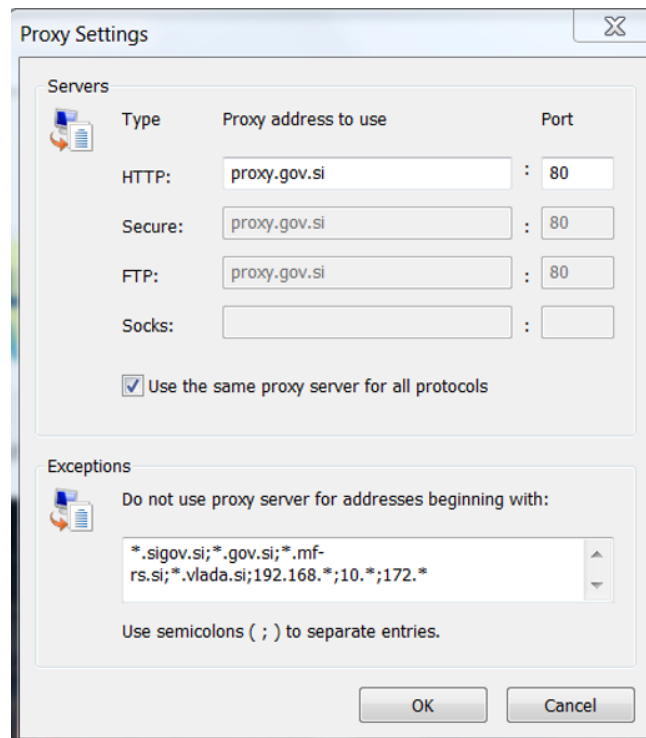 Proxy Settings
Servers
Type Proxy address to use Port
HTTP: proxy.gov.si : 80
Secure: proxy.gov.si : 80
FTP: proxy.gov.si : 80
Socks: :
Use the same proxy server for all protocols
Exceptions
Do not use proxy server for addresses beginning with:
*.sigov.si;*.gov.si;*.mf-
rs.si;*.vlada.si;192.168.*;10.*;172.*
Use semicolons ( ; ) to separate entries.
OK Cancel